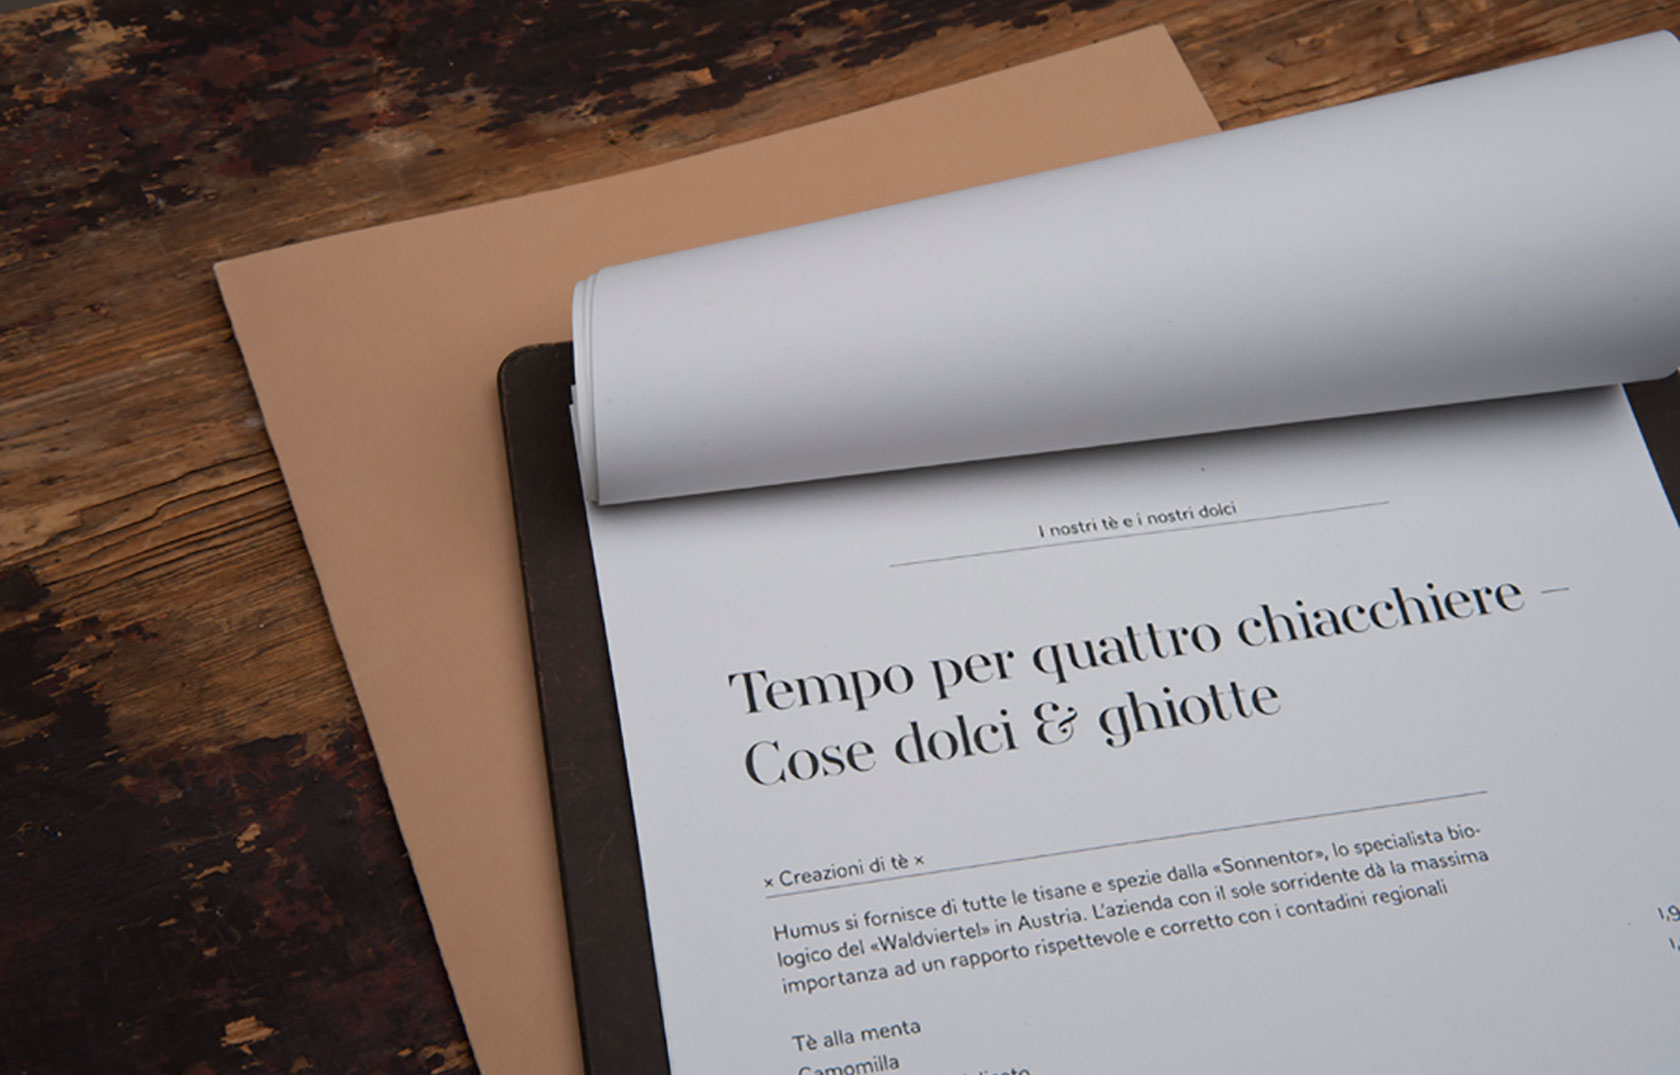 I nostri tè e i nostri dolci
Tempo per quattro chiacchiere –
Cose dolci & ghiotte
× Creazioni di tè ×
Humus si fornisce di tutte le tisane e spezie dalla «Sonnentor», lo specialista bio-
logico del «Waldviertel» in Austria. L'azienda con il sole sorridente dà la massima
importanza ad un rapporto rispettevole e corretto con i contadini regionali
Tè alla menta
Camomilla